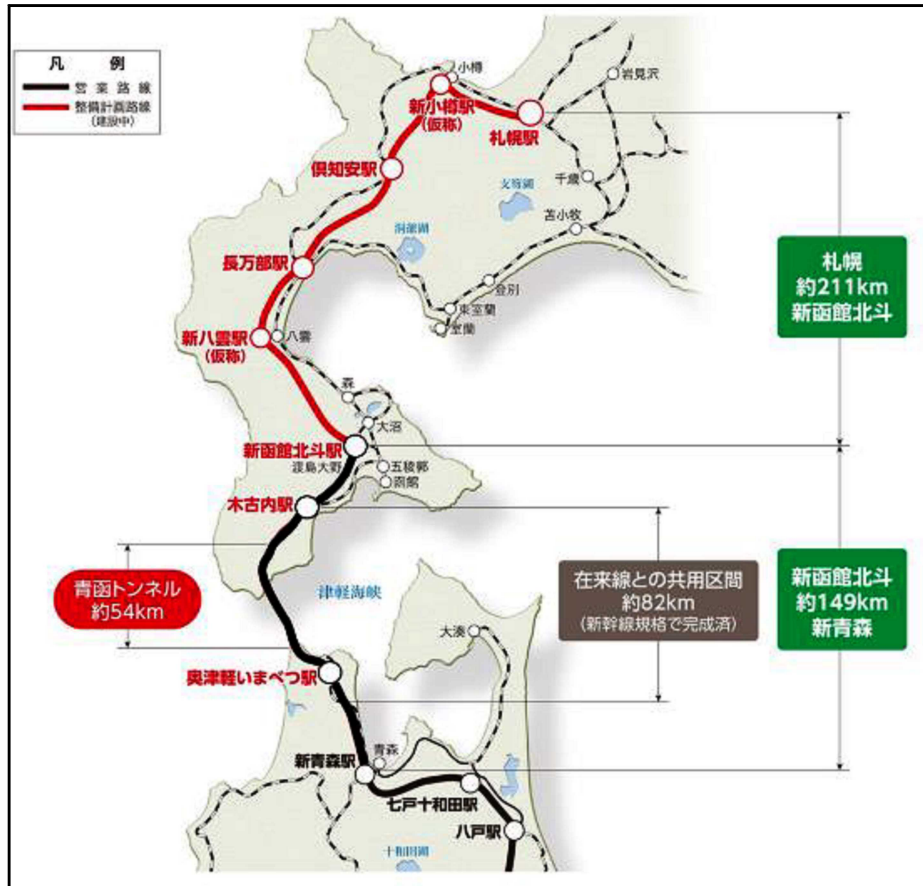 凡 例
営業路線
整備計画路線
(建設中)
小樽
岩見沢
新小樽駅
(仮称)
札幌駅
倶知安駅
千歳
支笏湖
苫小牧
洞爺湖
長万部駅
登別
東室蘭
室蘭
札幌
約211km
新函館北斗
新八雲駅
(仮称)
八雲
森
大沼
新函館北斗駅
渡島大野
五稜郭
函館
木古内駅
青函トンネル
約54km
津軽海峡
在来線との共用区間
約82km
(新幹線規格で完成済)
新函館北斗
約149km
新青森
大湊
奥津軽いまべつ駅
青森
新青森駅
七戸十和田駅
八戸駅
十和田湖